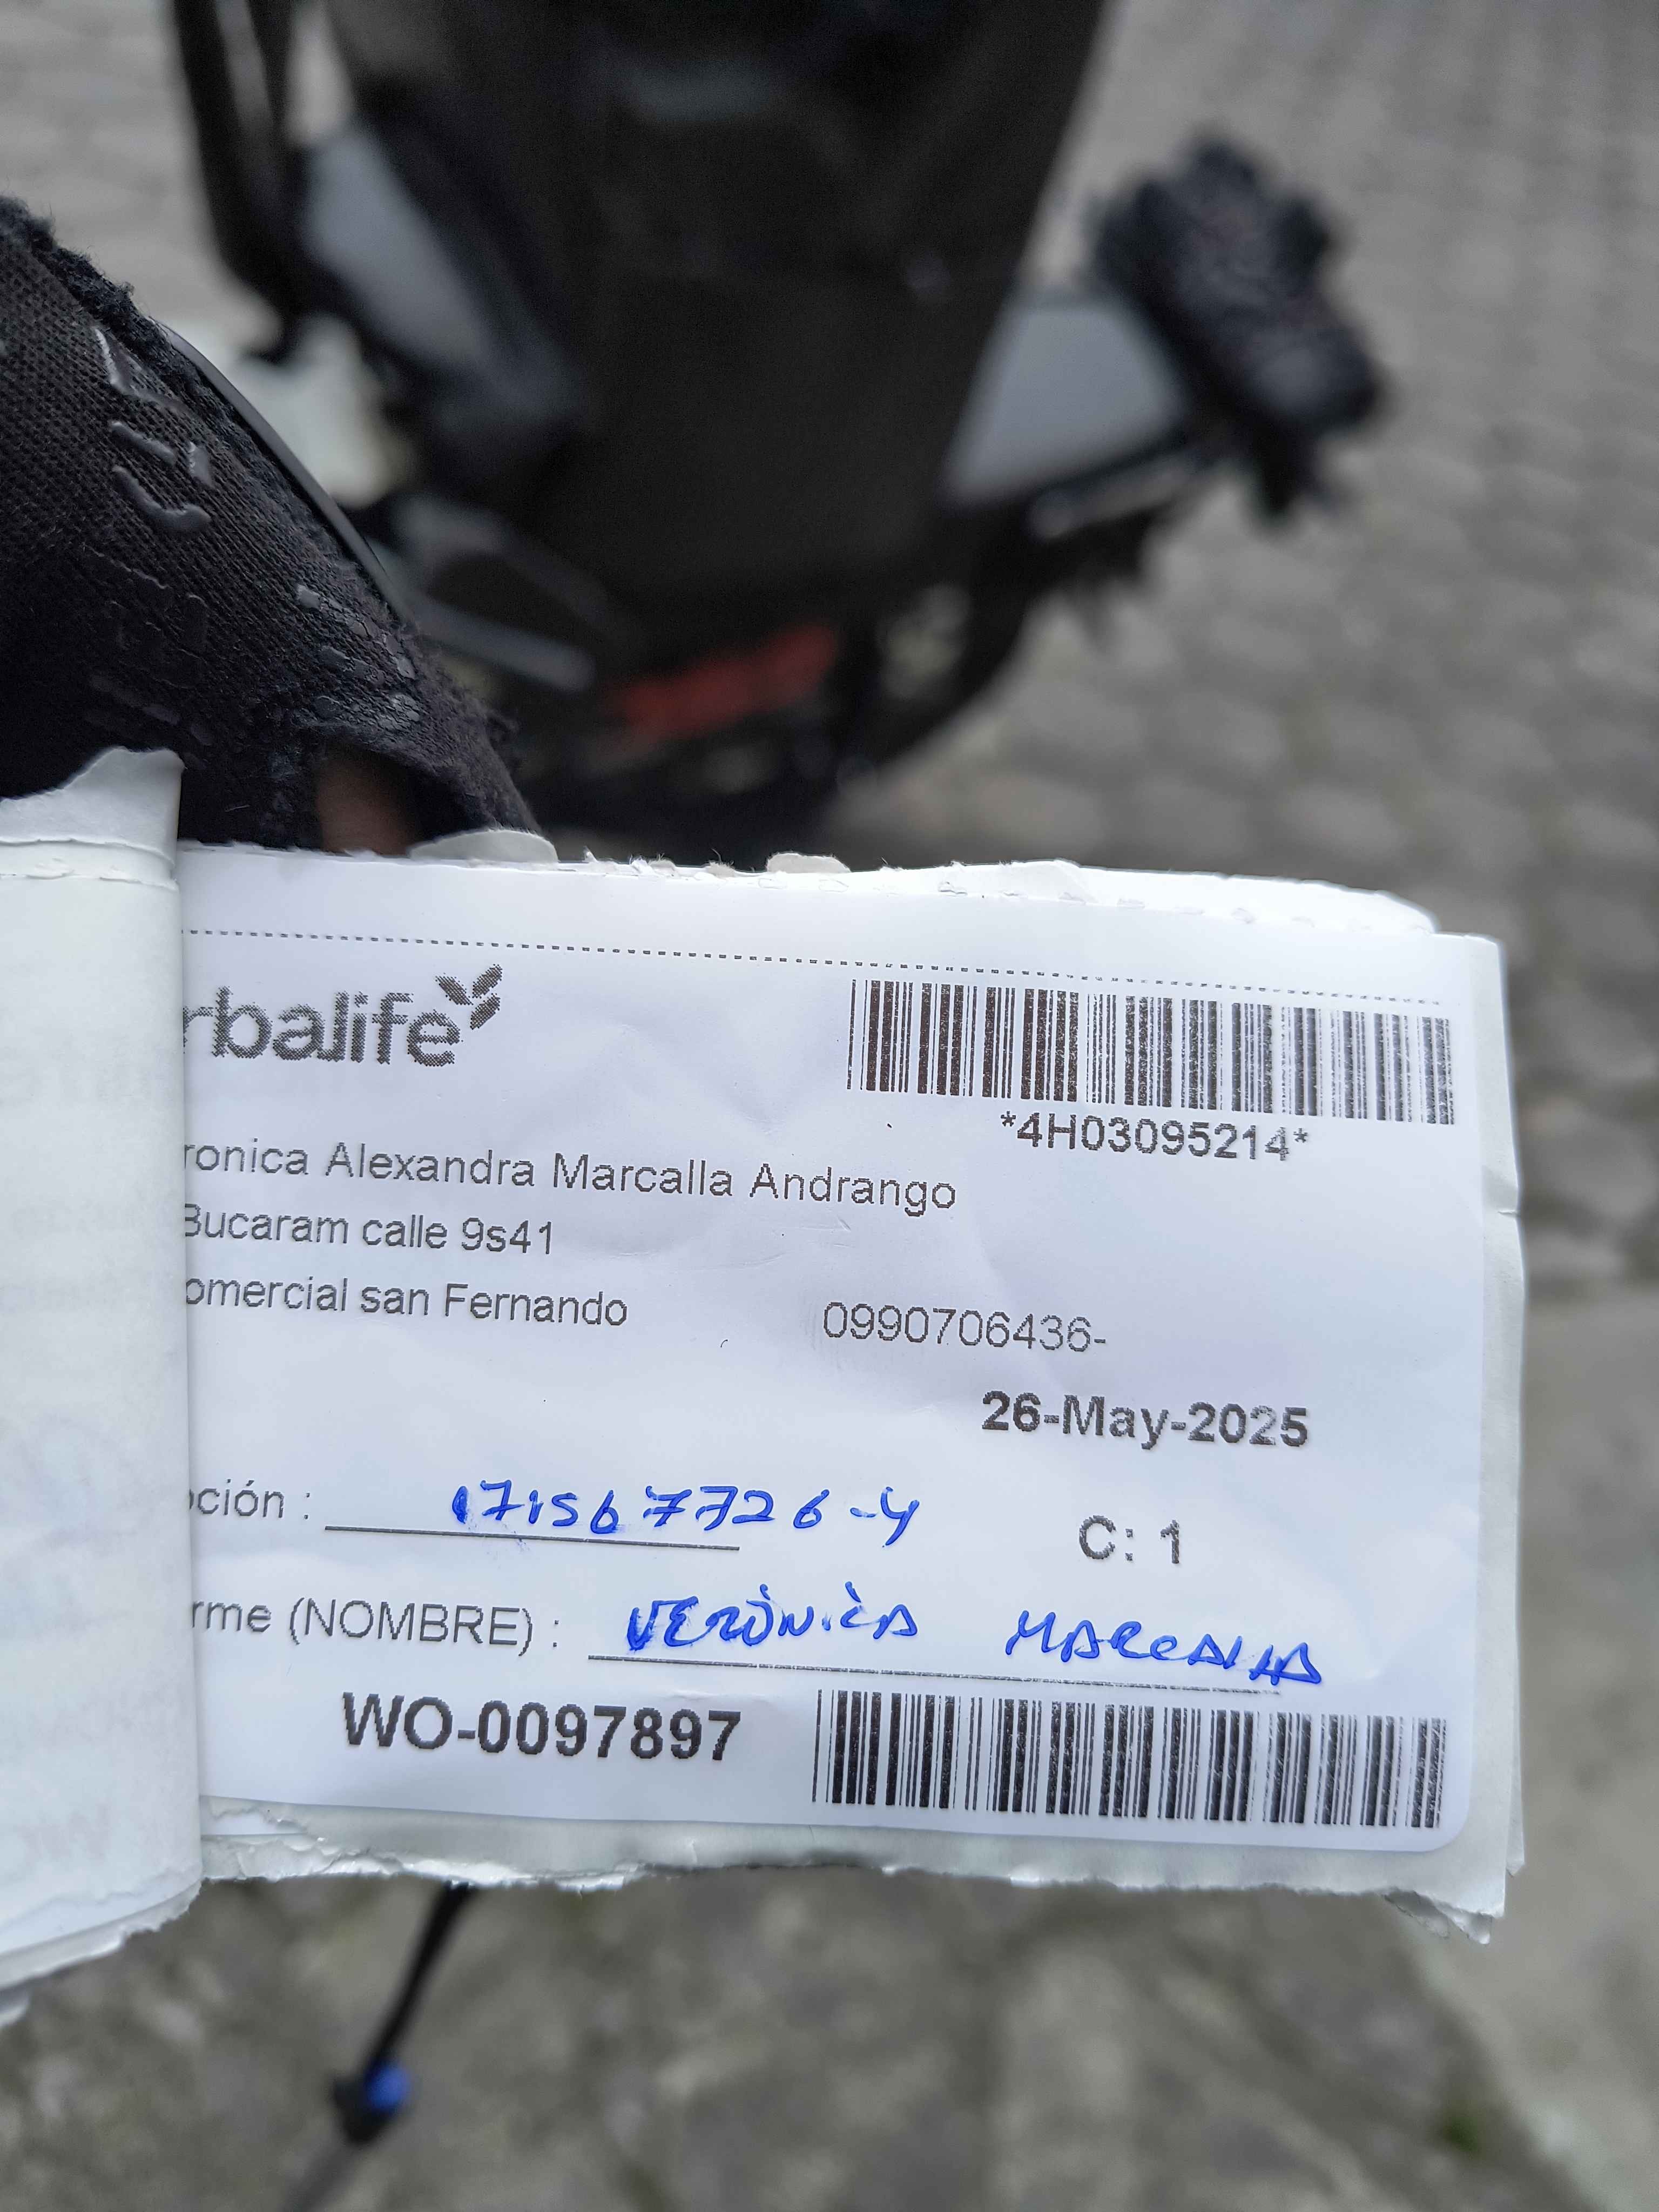 rbalife
*4H03095214*
ronica Alexandra Marcalla Andrango
Bucaram calle 9s41
omercial san Fernando 0990706436-
26-May-2025
ción : 171567726-4
C: 1
rme (NOMBRE) : VERÓNICA MARCALLA
WO-0097897